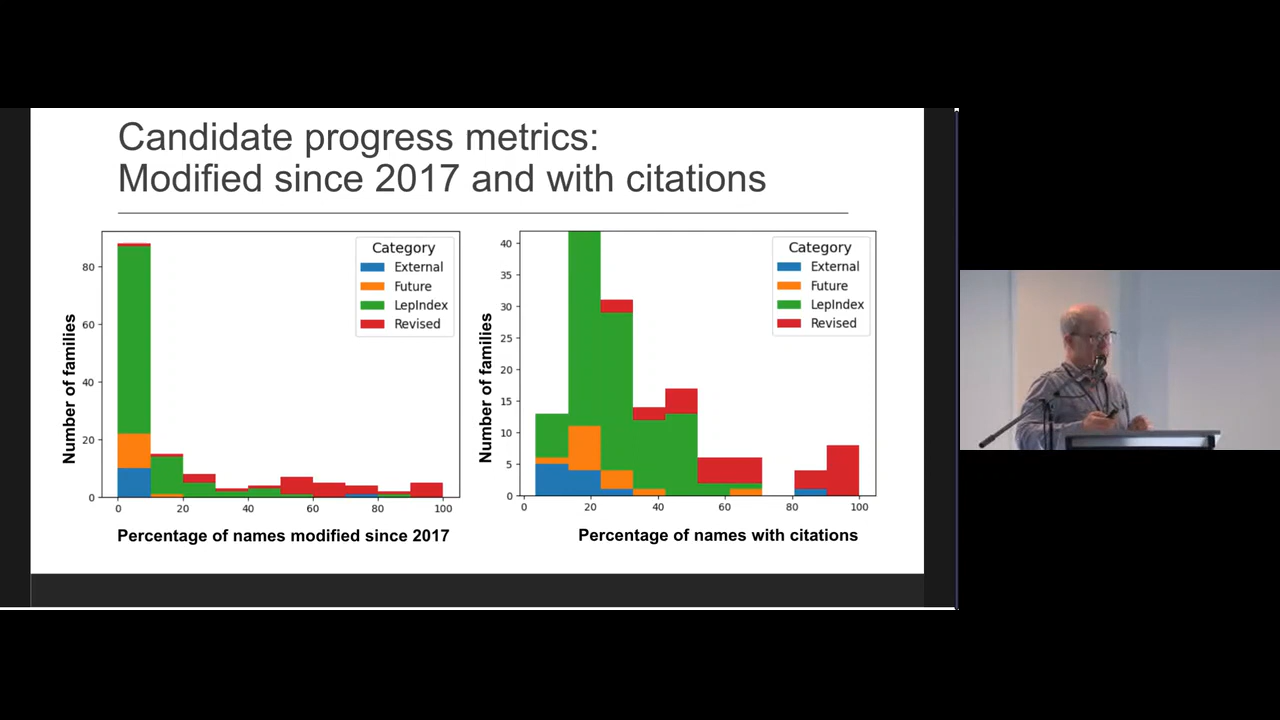 Candidate progress metrics:
Modified since 2017 and with citations
Number of families
80
60
40
20
0
0 20 40 60 80 100
Percentage of names modified since 2017
Category
External
Future
LepIndex
Revised
Number of families
40
35
30
25
20
15
10
5
0
0 20 40 60 80 100
Percentage of names with citations
Category
External
Future
LepIndex
Revised